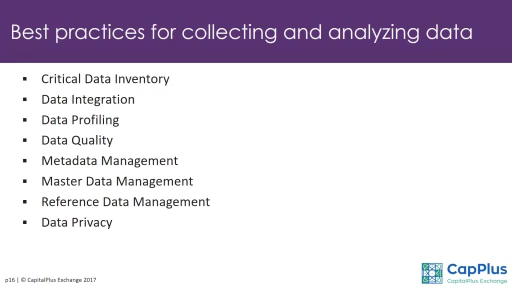 Best practices for collecting and analyzing data
▪ Critical Data Inventory
▪ Data Integration
▪ Data Profiling
▪ Data Quality
▪ Metadata Management
▪ Master Data Management
▪ Reference Data Management
▪ Data Privacy
p16 | © CapitalPlus Exchange 2017
CapPlus
CapitalPlus Exchange